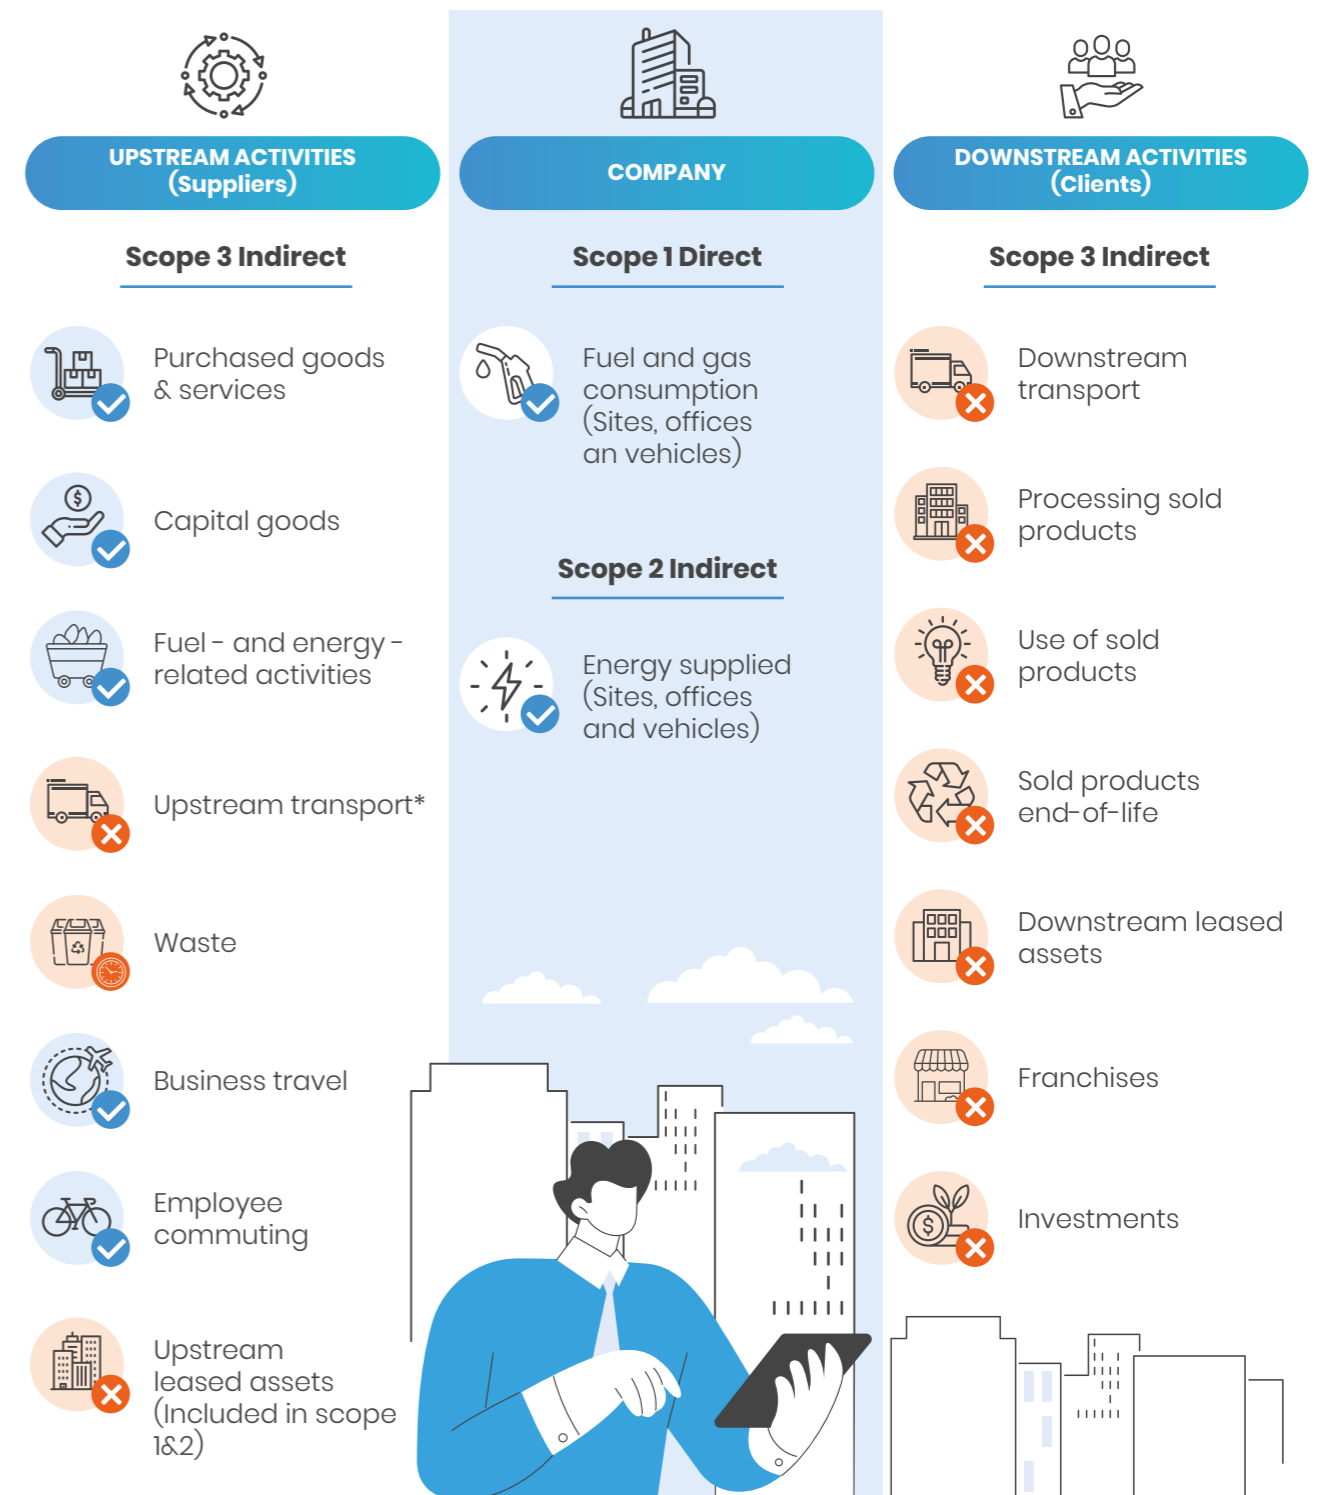 UPSTREAM ACTIVITIES
(Suppliers)
Scope 3 Indirect
Purchased goods
& services
Capital goods
Fuel - and energy -
related activities
Upstream transport*
Waste
Business travel
Employee
commuting
Upstream
leased assets
(Included in scope
1&2)
COMPANY
Scope 1 Direct
Fuel and gas
consumption
(Sites, offices
an vehicles)
Scope 2 Indirect
Energy supplied
(Sites, offices
and vehicles)
DOWNSTREAM ACTIVITIES
(Clients)
Scope 3 Indirect
Downstream
transport
Processing sold
products
Use of sold
products
Sold products
end-of-life
Downstream leased
assets
Franchises
Investments